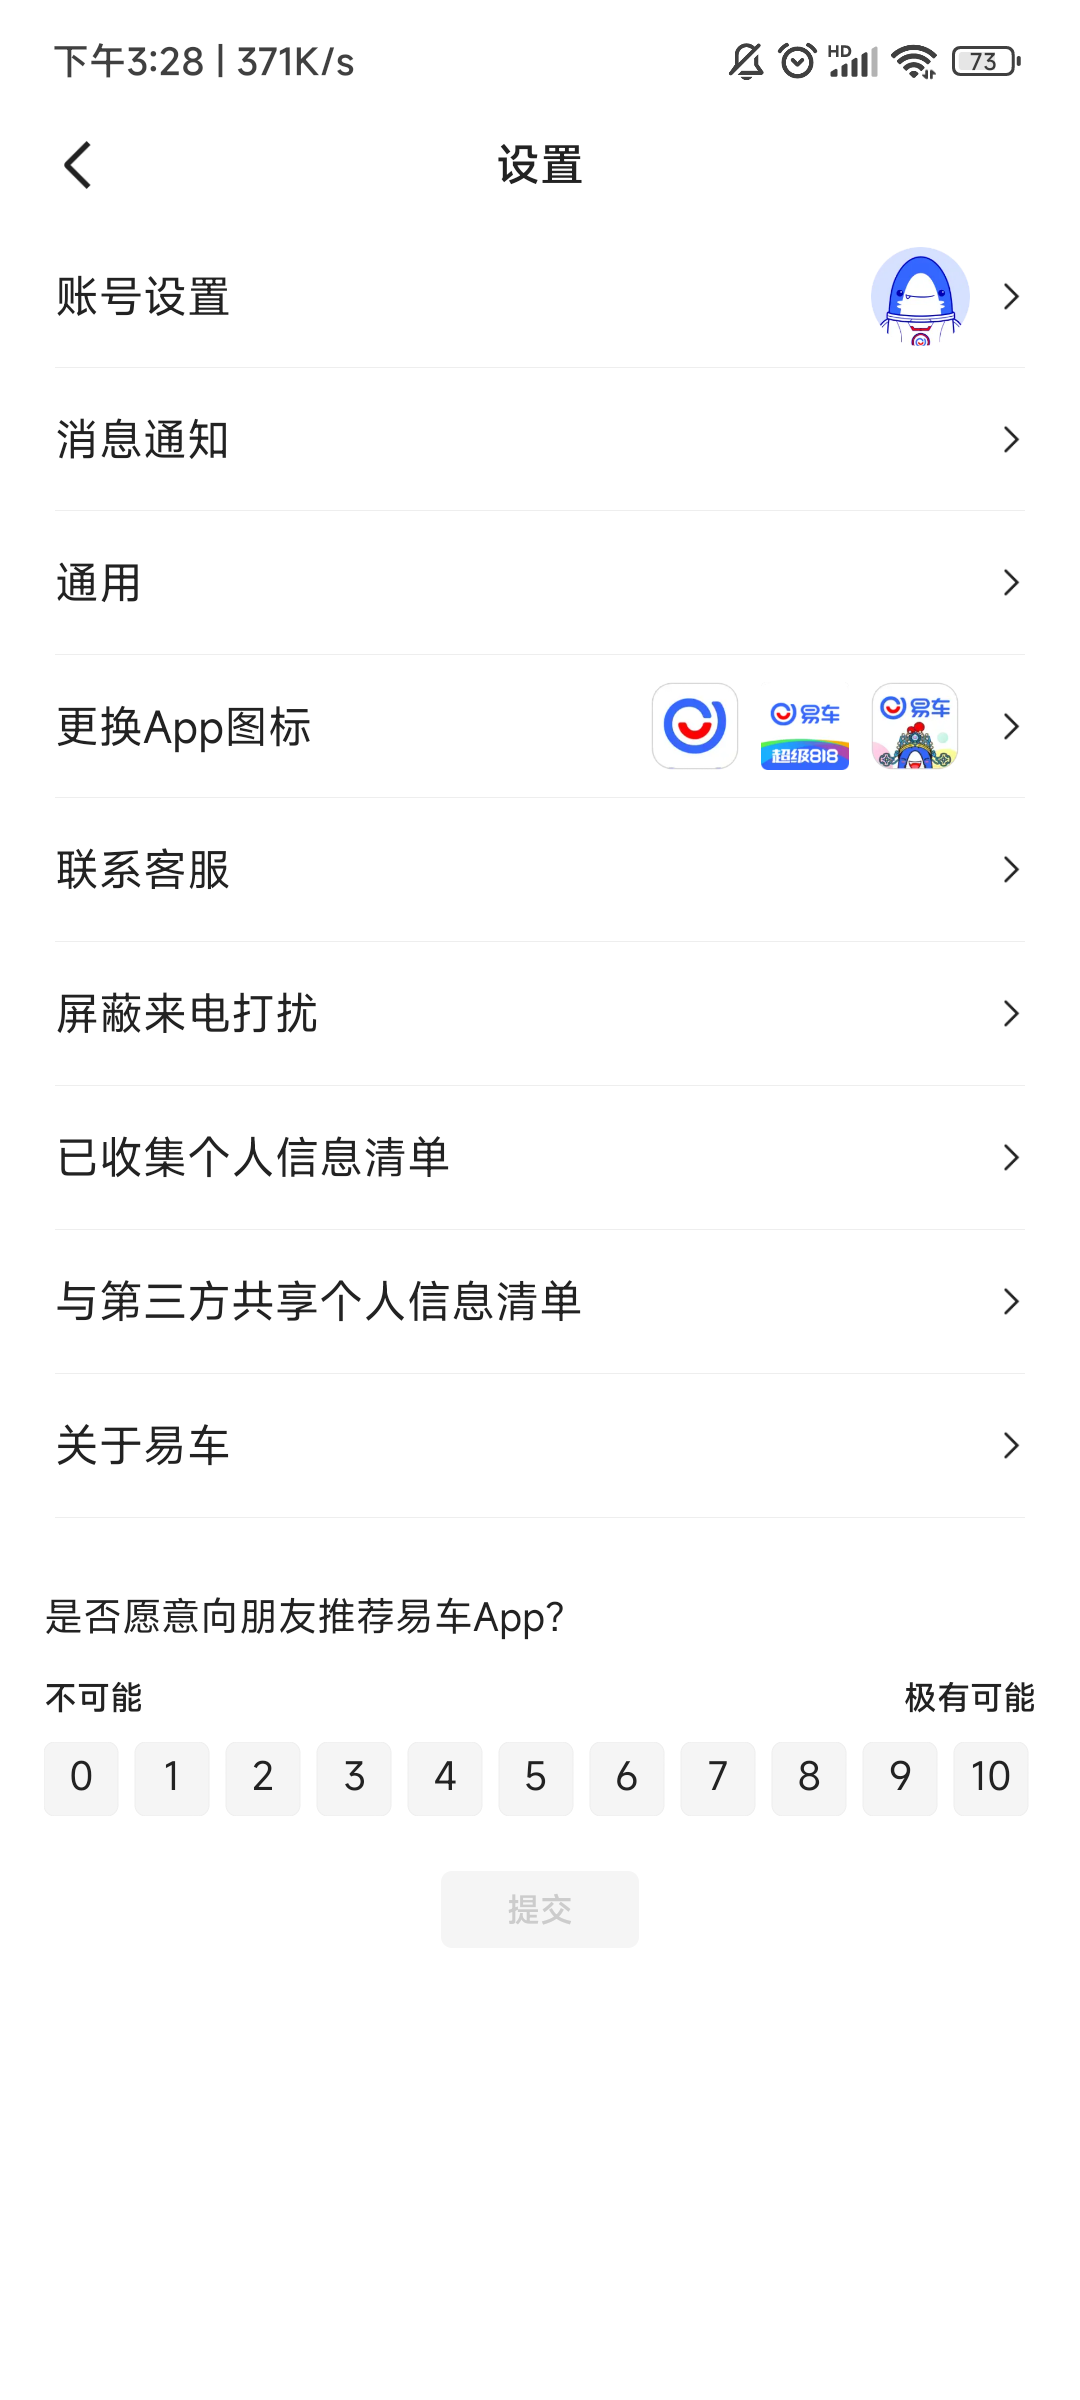 下午3:28 | 371K/s
HD
73
设置
账号设置
消息通知
通用
更换App图标
易车
超级818
易车
联系客服
屏蔽来电打扰
已收集个人信息清单
与第三方共享个人信息清单
关于易车
是否愿意向朋友推荐易车App?
不可能 极有可能
0 1 2 3 4 5 6 7 8 9 10
提交